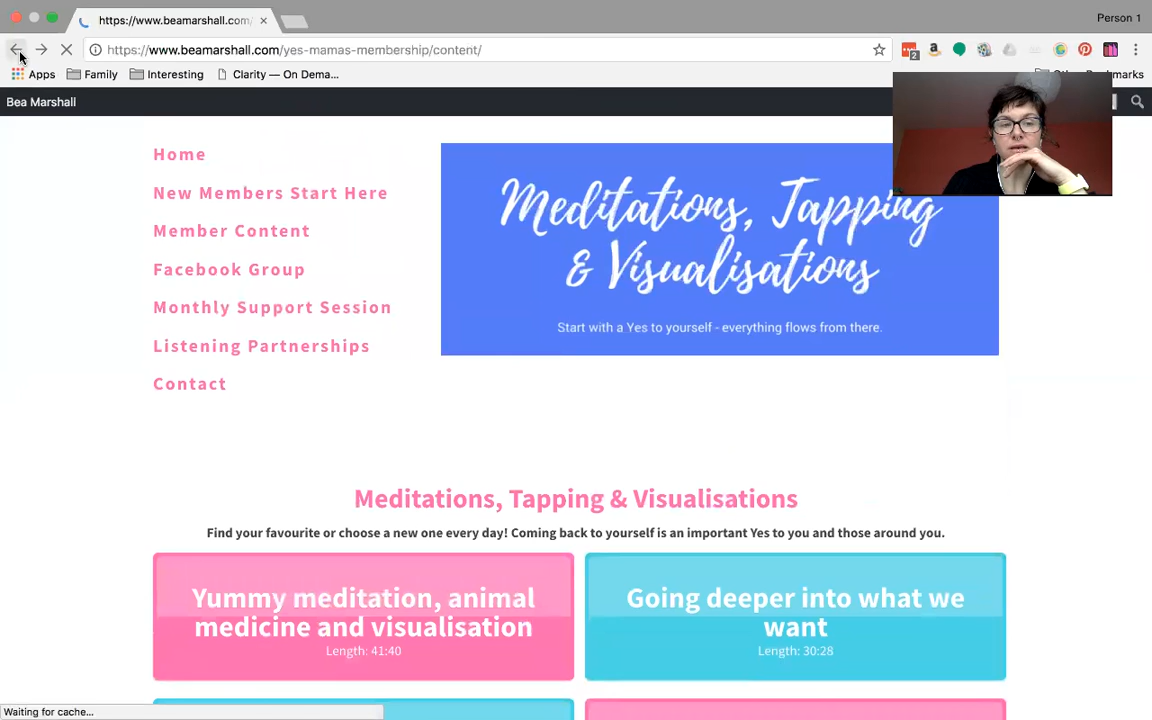 https://www.beamarshall.com/
Person 1
https://www.beamarshall.com/yes-mamas-membership/content/
2
Apps
Family
Interesting
Clarity — On Dema...
Bookmarks
Bea Marshall
Home
New Members Start Here
Member Content
Facebook Group
Monthly Support Session
Listening Partnerships
Contact
Meditations, Tapping
& Visualisations
Start with a Yes to yourself - everything flows from there.
Meditations, Tapping & Visualisations
Find your favourite or choose a new one every day! Coming back to yourself is an important Yes to you and those around you.
Yummy meditation, animal
medicine and visualisation
Length: 41:40
Going deeper into what we
want
Length: 30:28
Waiting for cache...